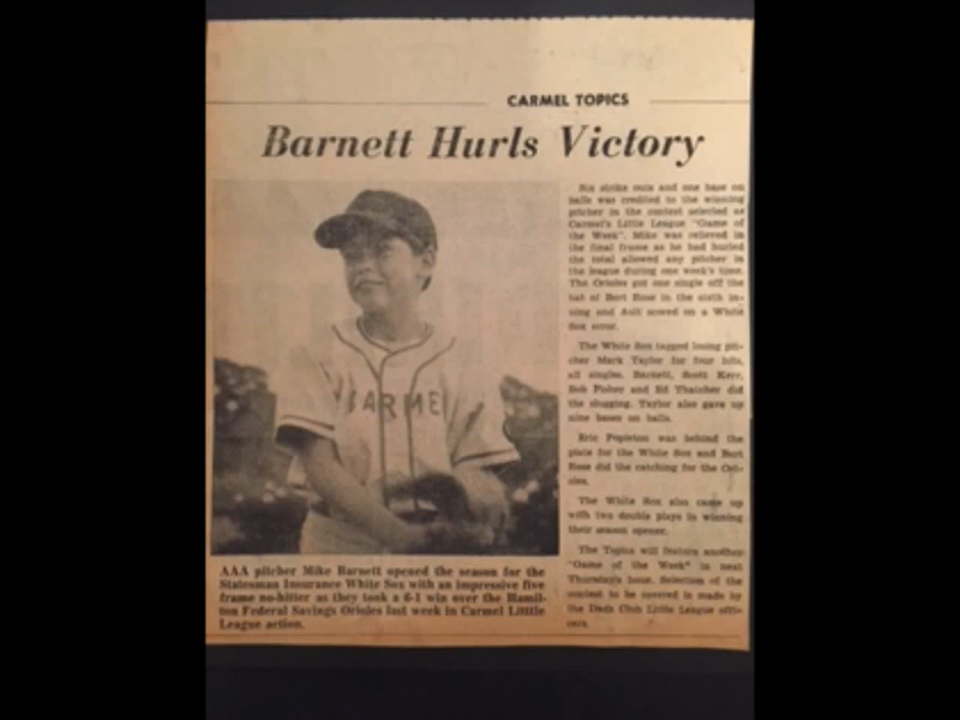 CARMEL TOPICS
Barnett Hurls Victory
CARMEL
AAA pitcher Mike Barnett opened the season for the
Statesman Insurance White Sox with an impressive five
frame no-hitter as they took a 6-1 win over the Hamil-
ton Federal Savings Orioles last week in Carmel Little
League action.
Six strike outs and one base on
balls was credited to the winning
pitcher in the contest selected as
Carmel's Little League "Game of
the Week". Mike was relieved in
the final frame as he had hurled
the total allowed any pitcher in
the league during one week's time.
The Orioles got one single off the
bat of Bert Rose in the sixth in-
ning and Ault scored on a White
Sox error.
The White Sox tagged losing pit-
cher Mark Taylor for four hits,
all singles. Barnett, Scott Kerr,
Bob Fisher and Ed Thatcher did
the slugging. Taylor also gave up
nine bases on balls.
Eric Pepleton was behind the
plate for the White Sox and Bert
Rose did the catching for the Ori-
oles.
The White Sox also came up
with two double plays in winning
their season opener.
The Topics will feature another
"Game of the Week" in next
Thursday's issue. Selection of the
contest to be covered is made by
the Dads Club Little League offi-
cers.